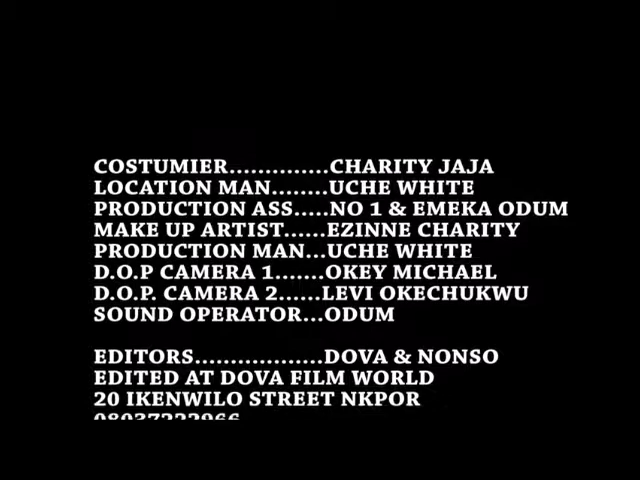 COSTUMIER..............CHARITY JAJA
LOCATION MAN........UCHE WHITE
PRODUCTION ASS.....NO 1 & EMEKA ODUM
MAKE UP ARTIST......EZINNE CHARITY
PRODUCTION MAN...UCHE WHITE
D.O.P CAMERA 1.......OKEY MICHAEL
D.O.P. CAMERA 2......LEVI OKECHUKWU
SOUND OPERATOR...ODUM
EDITORS..................DOVA & NONSO
EDITED AT DOVA FILM WORLD
20 IKENWILO STREET NKPOR